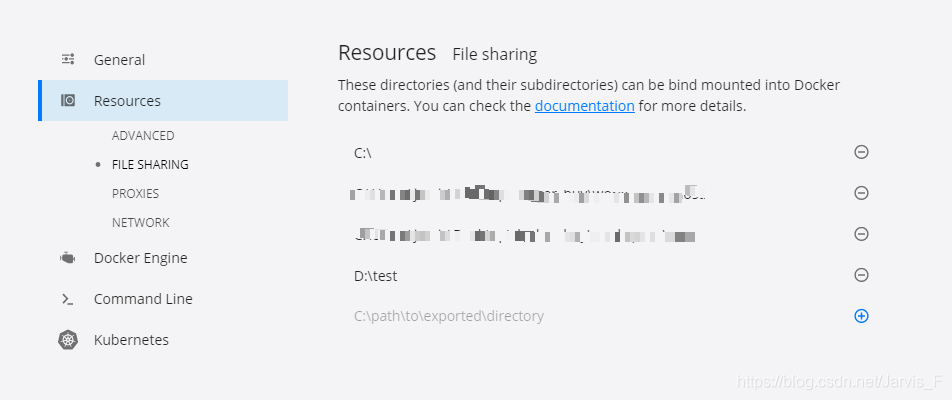 General
Resources
ADVANCED
FILE SHARING
PROXIES
NETWORK
Docker Engine
Command Line
Kubernetes
Resources File sharing
These directories (and their subdirectories) can be bind mounted into Docker
containers. You can check the documentation for more details.
C:\
D:\test
C:\path\to\exported\directory
https://blog.csdn.net/Jarvis_F